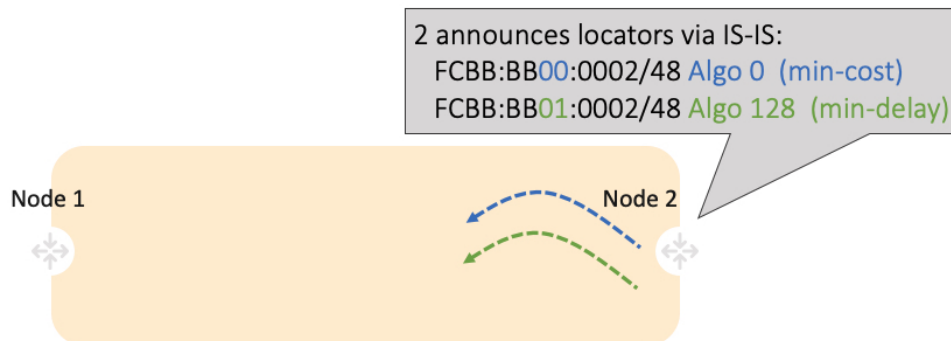 2 announces locators via IS-IS:
FCBB:BB00:0002/48 Algo 0 (min-cost)
FCBB:BB01:0002/48 Algo 128 (min-delay)
Node 1
Node 2